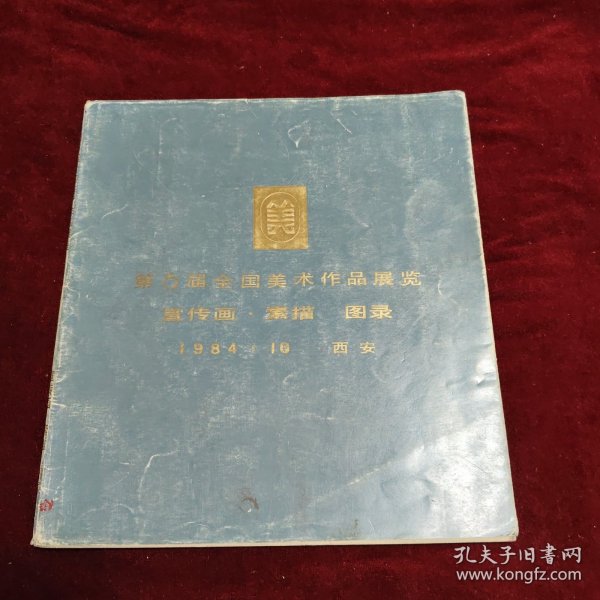 美
第六届全国美术作品展览
宣传画·素描 图录
1984·10 西安
孔夫子旧书网
www.kongfz.com